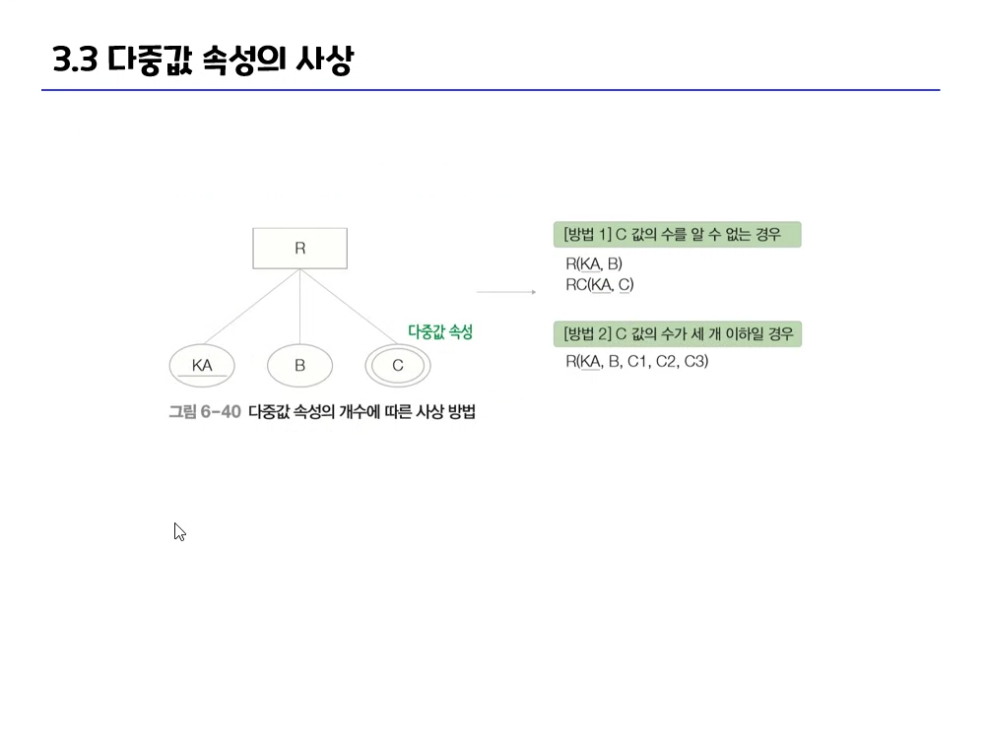 3.3 다중값 속성의 사상
R
KA
B
C
다중값 속성
그림 6-40 다중값 속성의 개수에 따른 사상 방법
[방법 1] C 값의 수를 알 수 없는 경우
R(KA, B)
RC(KA, C)
[방법 2] C 값의 수가 세 개 이하일 경우
R(KA, B, C1, C2, C3)